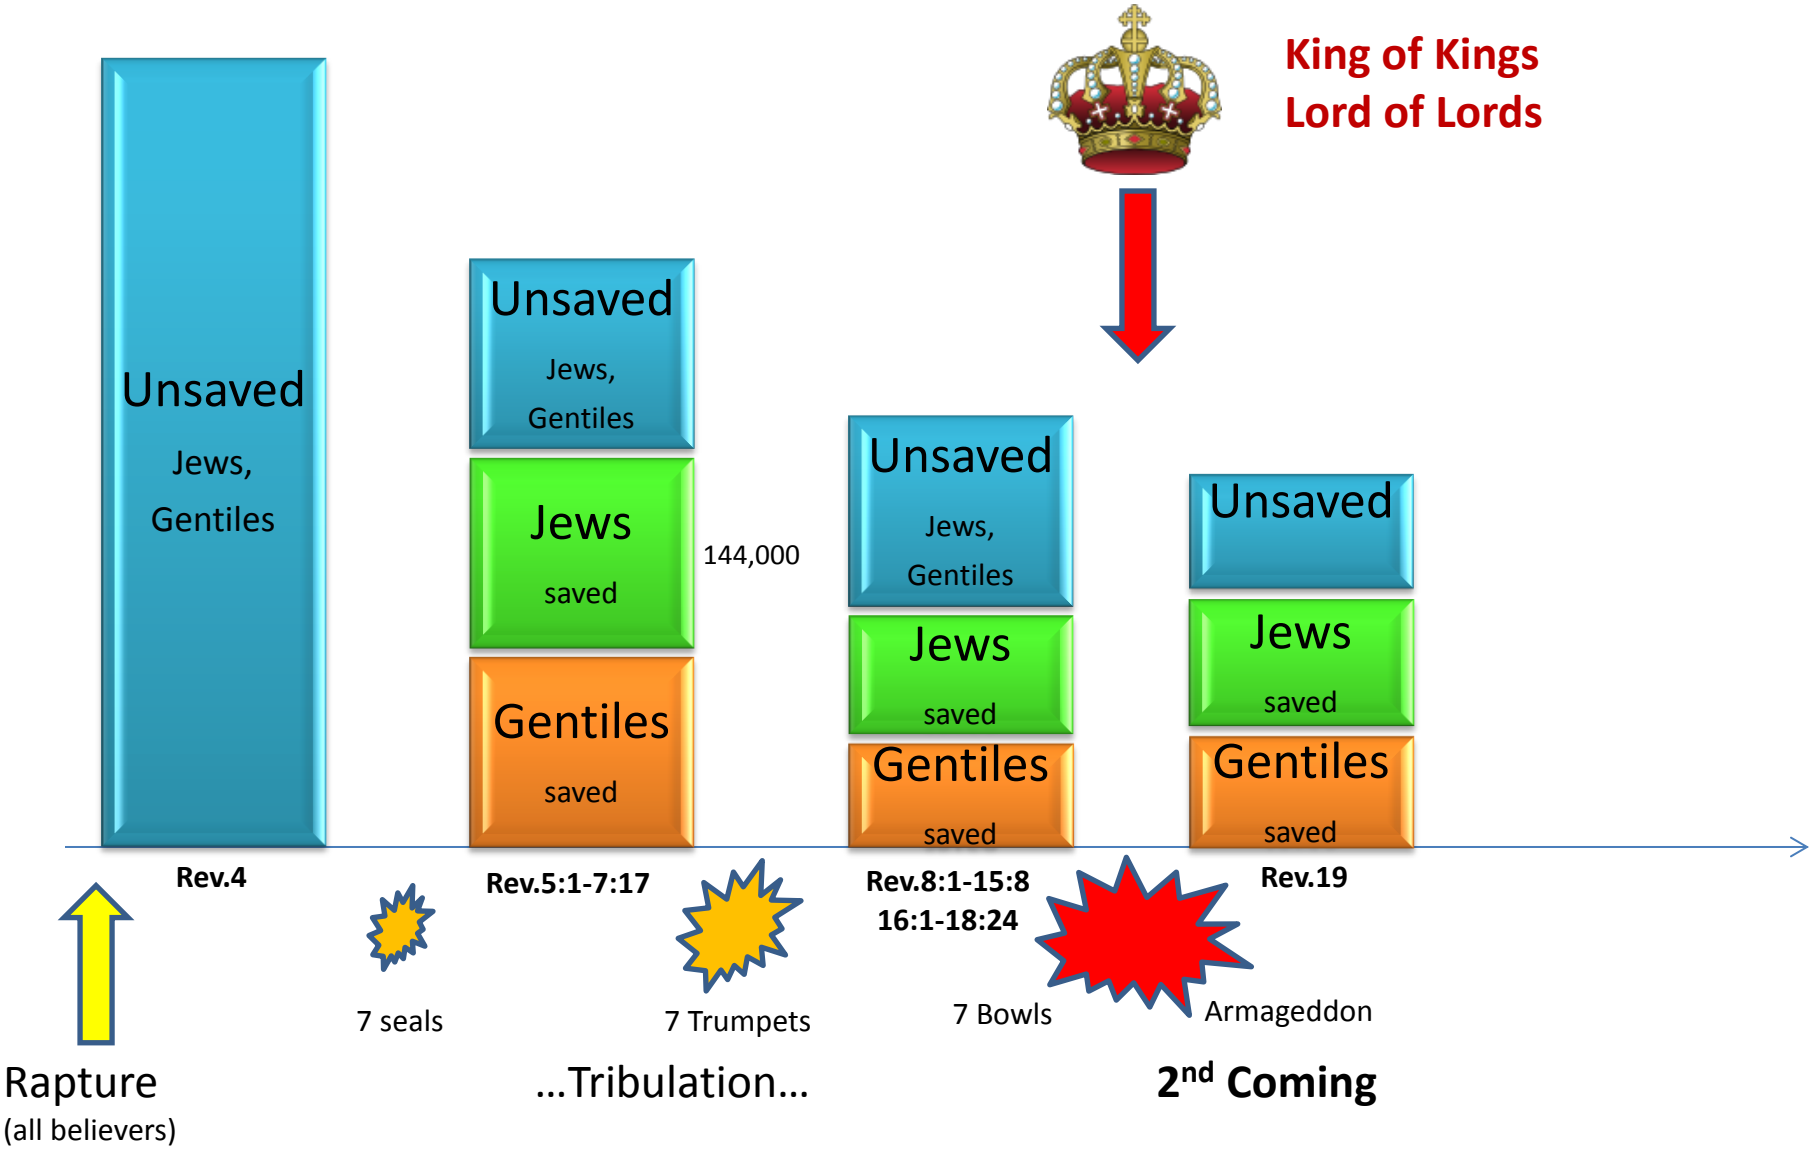 King of Kings
Lord of Lords
Unsaved
Jews,
Gentiles
Unsaved
Jews,
Gentiles
Jews
saved
144,000
Gentiles
saved
Unsaved
Jews,
Gentiles
Jews
saved
Gentiles
saved
Unsaved
Jews
saved
Gentiles
saved
Rev.4
Rev.5:1-7:17
Rev.8:1-15:8
16:1-18:24
Rev.19
7 seals
7 Trumpets
7 Bowls
Armageddon
Rapture
(all believers)
...Tribulation...
2nd Coming